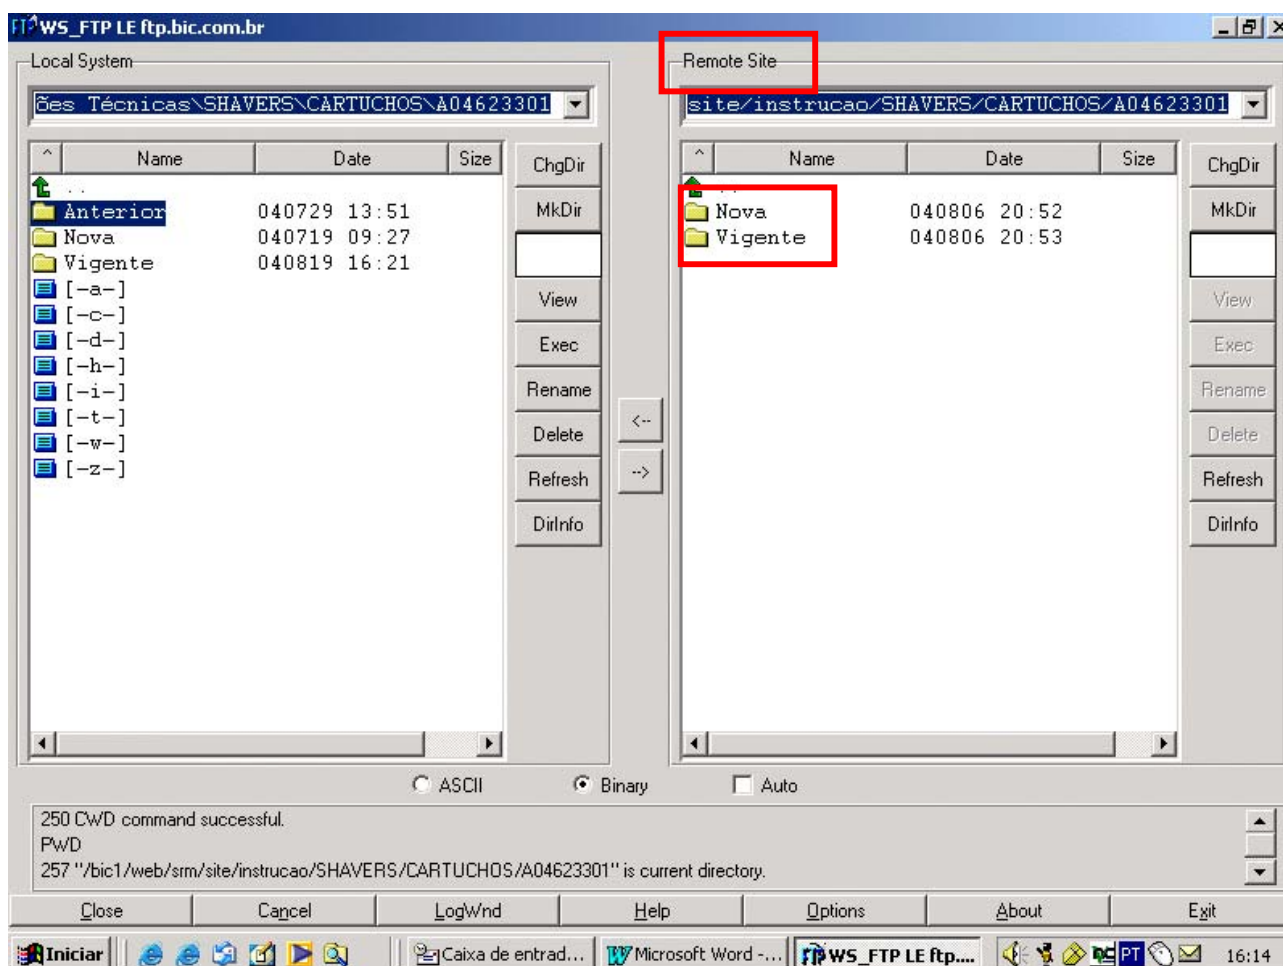 WS_FTP LE ftp.bic.com.br
Local System
ões Técnicas\SHAVERS\CARTUCHOS\A04623301
^ Name Date Size
..
Anterior 040729 13:51
Nova 040719 09:27
Vigente 040819 16:21
[-a-]
[-c-]
[-d-]
[-h-]
[-i-]
[-t-]
[-w-]
[-z-]
ChgDir
MkDir
View
Exec
Rename
Delete
Refresh
DirInfo
<--
-->
Remote Site
site/instrucao/SHAVERS/CARTUCHOS/A04623301
^ Name Date Size
..
Nova 040806 20:52
Vigente 040806 20:53
ChgDir
MkDir
View
Exec
Rename
Delete
Refresh
DirInfo
ASCII Binary Auto
250 CWD command successful.
PWD
257 "/bic1/web/srm/site/instrucao/SHAVERS/CARTUCHOS/A04623301" is current directory.
Close Cancel LogWnd Help Options About Exit
Iniciar Caixa de entrad... Microsoft Word -... WS_FTP LE ftp.... PT 16:14